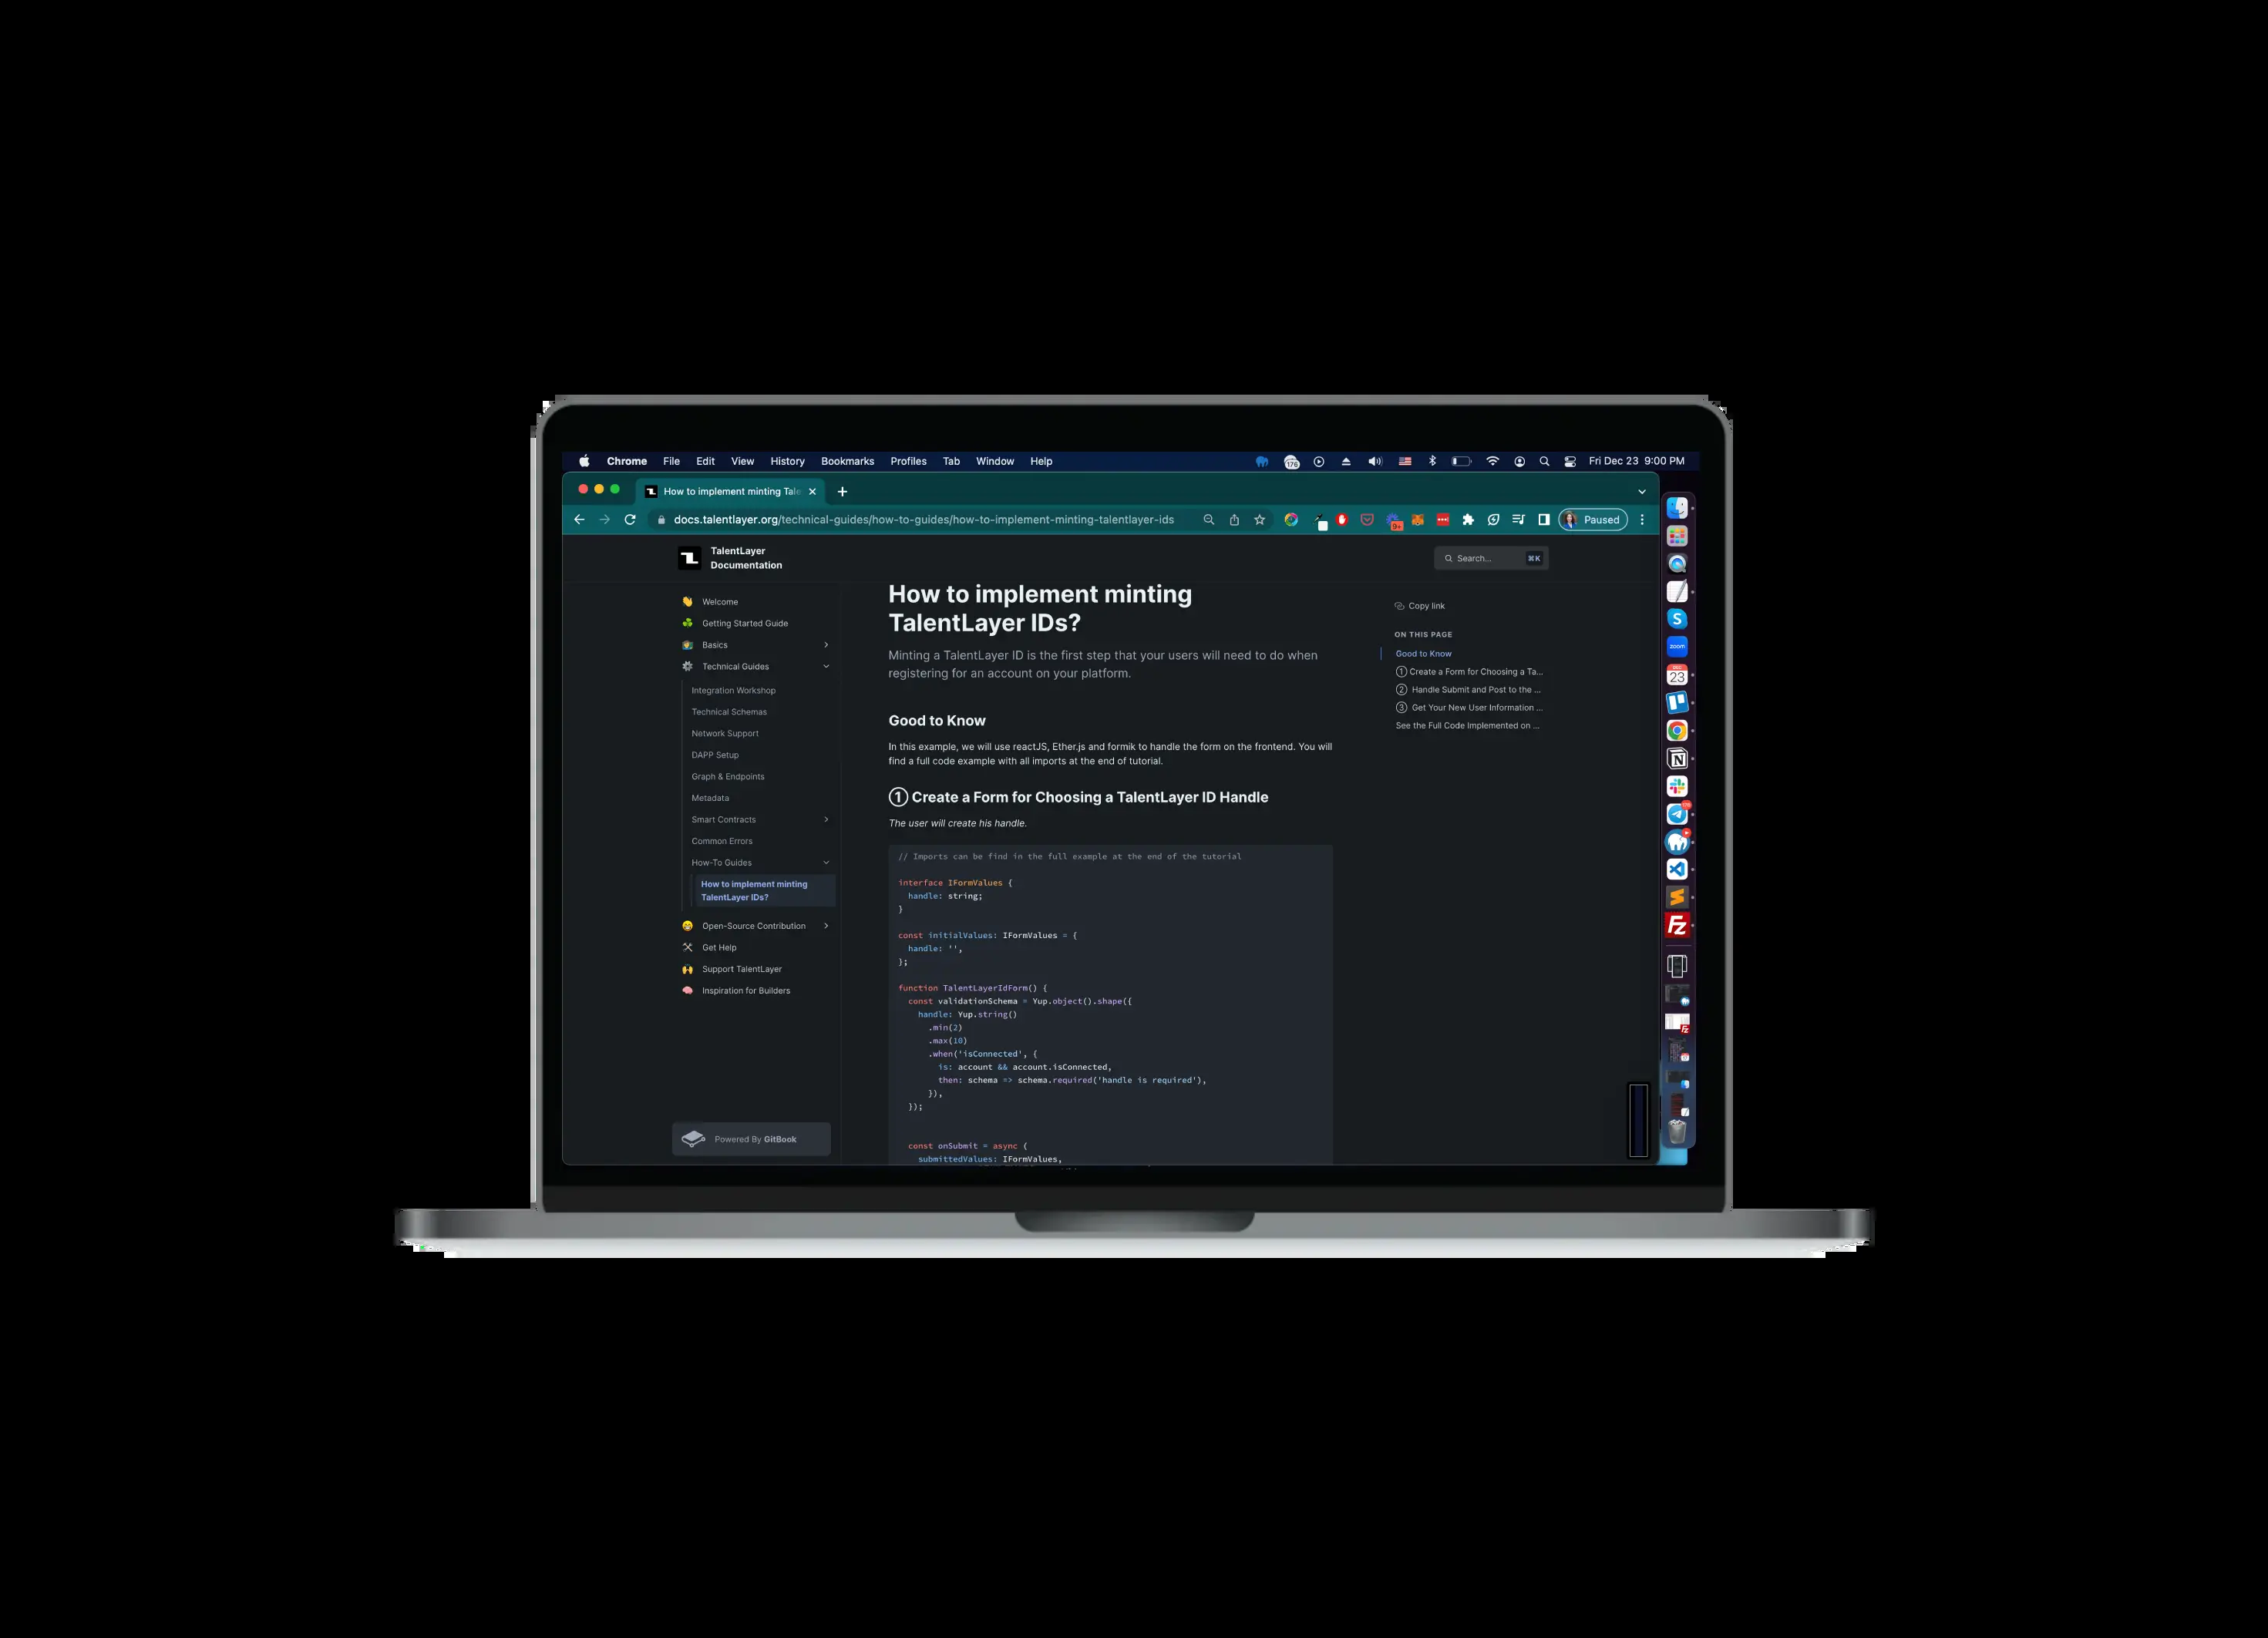 Chrome File Edit View History Bookmarks Profiles Tab Window Help
176
Fri Dec 23 9:00 PM
How to implement minting Tale
docs.talentlayer.org/technical-guides/how-to-guides/how-to-implement-minting-talentlayer-ids
9+
Paused
TalentLayer
Documentation
Search...
⌘K
Welcome
Getting Started Guide
Basics
Technical Guides
Integration Workshop
Technical Schemas
Network Support
DAPP Setup
Graph & Endpoints
Metadata
Smart Contracts
Common Errors
How-To Guides
How to implement minting
TalentLayer IDs?
Open-Source Contribution
Get Help
Support TalentLayer
Inspiration for Builders
Powered By GitBook
How to implement minting
TalentLayer IDs?
Minting a TalentLayer ID is the first step that your users will need to do when
registering for an account on your platform.
Good to Know
In this example, we will use reactJS, Ether.js and formik to handle the form on the frontend. You will
find a full code example with all imports at the end of tutorial.
① Create a Form for Choosing a TalentLayer ID Handle
The user will create his handle.
// Imports can be find in the full example at the end of the tutorial
interface IFormValues {
handle: string;
}
const initialValues: IFormValues = {
handle: '',
};
function TalentLayerIdForm() {
const validationSchema = Yup.object().shape({
handle: Yup.string()
.min(2)
.max(10)
.when('isConnected', {
is: account && account.isConnected,
then: schema => schema.required('handle is required'),
}),
});
const onSubmit = async (
submittedValues: IFormValues,
Copy link
ON THIS PAGE
Good to Know
① Create a Form for Choosing a Ta...
② Handle Submit and Post to the ...
③ Get Your New User Information ...
See the Full Code Implemented on ...
S
zoom
DEC
23
N
Fz